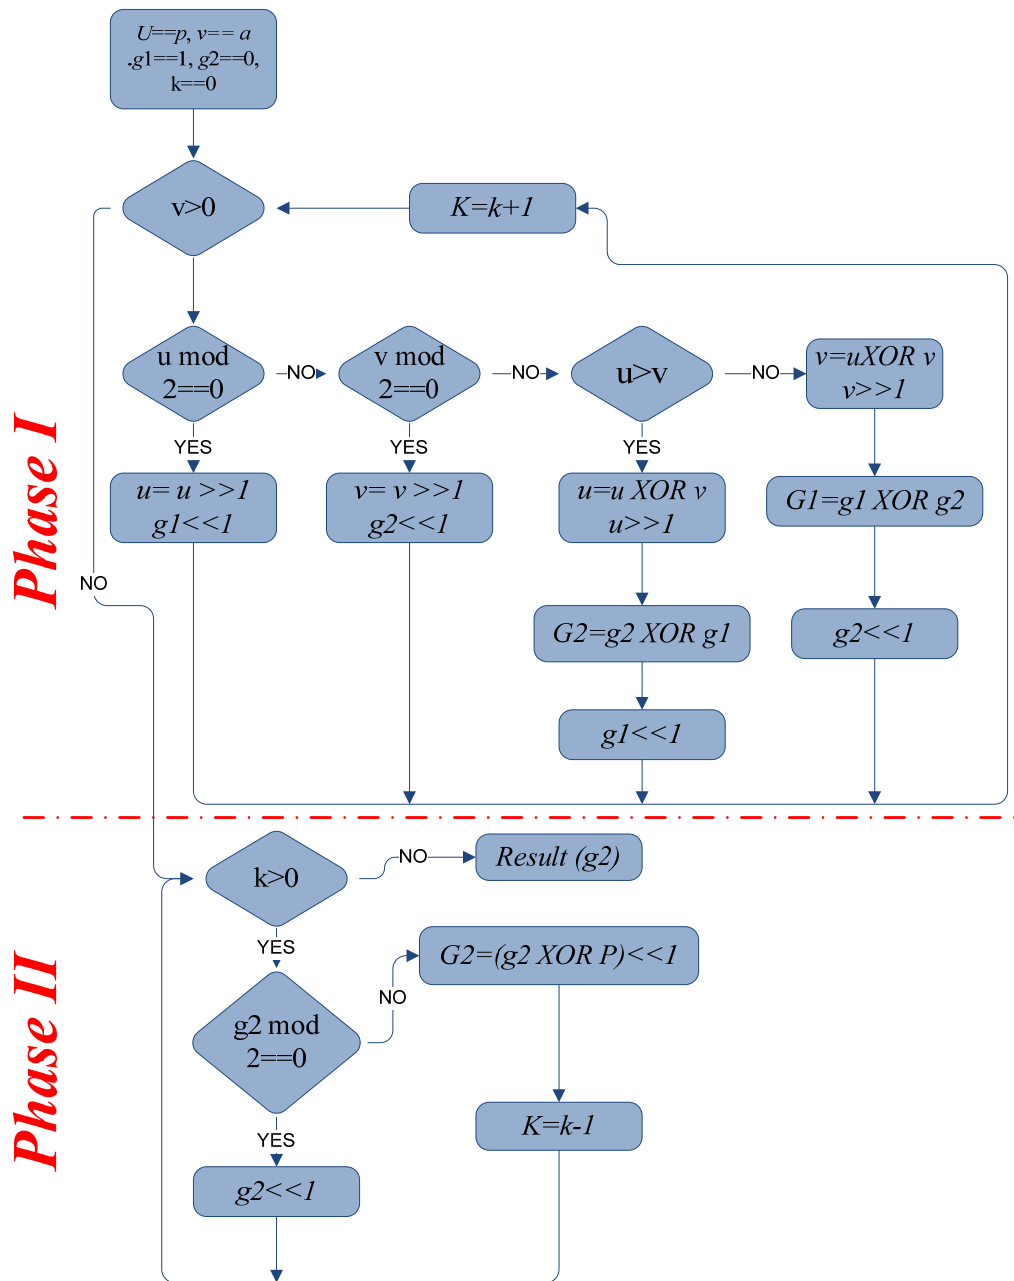 U==p, v== a
.g1==1, g2==0,
k==0
v>0
K=k+1
u mod
2==0
NO
v mod
2==0
NO
u>v
NO
v=uXOR v
v>>1
YES
YES
YES
u= u >>1
g1<<1
v= v >>1
g2<<1
u=u XOR v
u>>1
G1=g1 XOR g2
Phase I
NO
G2=g2 XOR g1
g2<<1
g1<<1
k>0
NO
Result (g2)
YES
G2=(g2 XOR P)<<1
NO
g2 mod
2==0
Phase II
K=k-1
YES
g2<<1